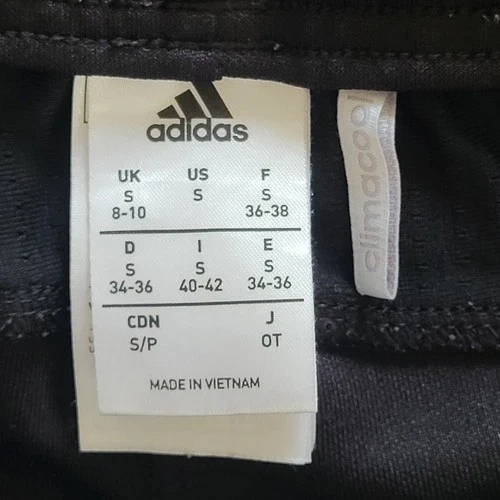 adidas
UK US F
S S S
8-10 36-38
D I E
S S S
34-36 40-42 34-36
CDN J
S/P OT
MADE IN VIETNAM
climacool